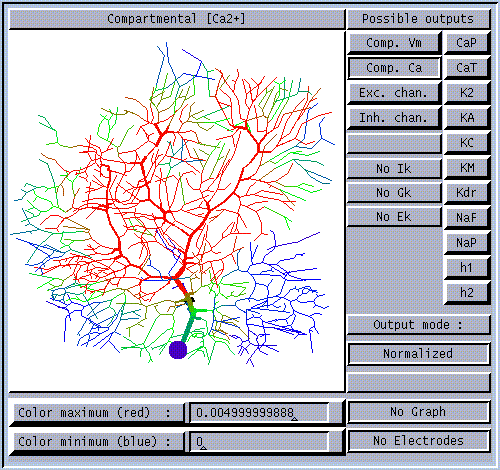 Compartmental [Ca2+]
Possible outputs
Comp. Vm
CaP
Comp. Ca
CaT
Exc. chan.
K2
Inh. chan.
KA
KC
No Ik
KM
No Gk
Kdr
No Ek
NaF
NaP
h1
h2
Output mode :
Normalized
Color maximum (red) : 0.004999999888
No Graph
Color minimum (blue) : 0
No Electrodes